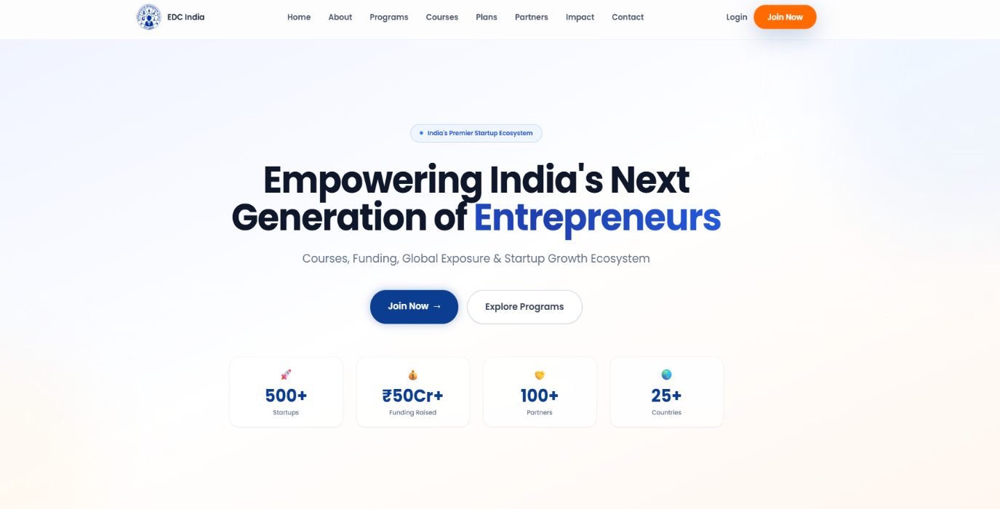 EDC India
Home About Programs Courses Plans Partners Impact Contact
Login Join Now
India's Premier Startup Ecosystem
Empowering India's Next
Generation of Entrepreneurs
Courses, Funding, Global Exposure & Startup Growth Ecosystem
Join Now →
Explore Programs
500+
Startups
₹50Cr+
Funding Raised
100+
Partners
25+
Countries